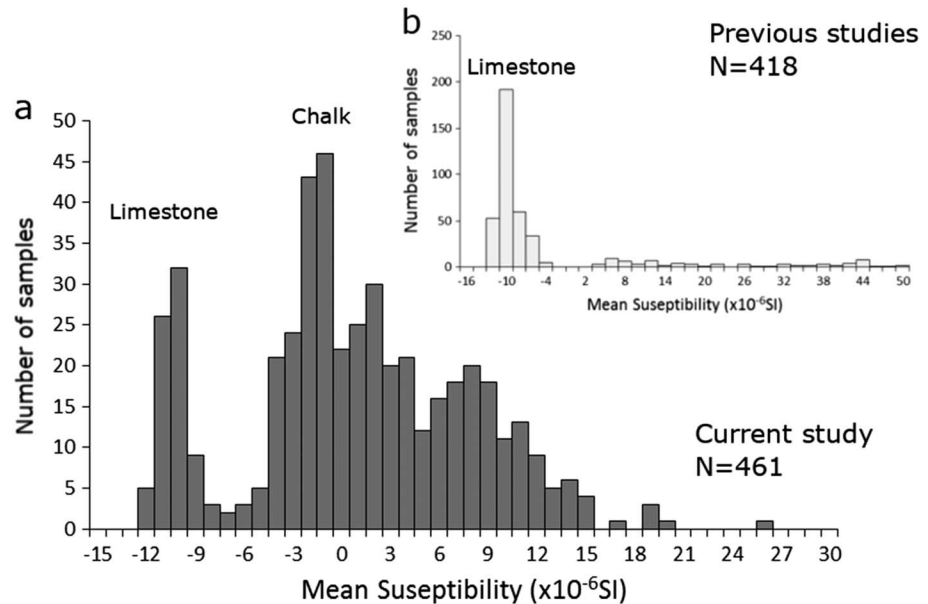 b
Previous studies
N=418
250
200
150
100
50
0
Number of samples
Limestone
-16 -10 -4 2 8 14 20 26 32 38 44 50
Mean Suseptibility (x10-6SI)
a
Chalk
Limestone
50
45
40
35
30
25
20
15
10
5
0
Number of samples
Current study
N=461
-15 -12 -9 -6 -3 0 3 6 9 12 15 18 21 24 27 30
Mean Suseptibility (x10-6SI)